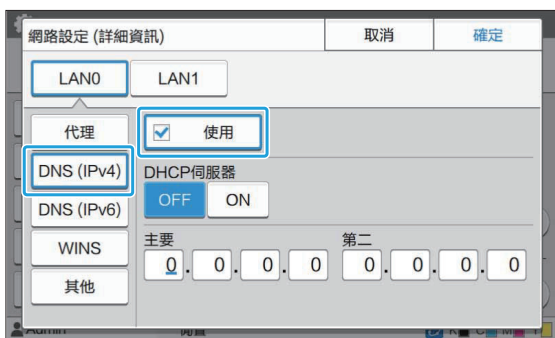 網路設定 (詳細資訊) 取消 確定
LAN0 LAN1
代理
使用
DNS (IPv4)
DHCP伺服器
OFF ON
DNS (IPv6)
WINS
主要 第二
0. 0. 0. 0 0. 0. 0. 0
其他
Admin